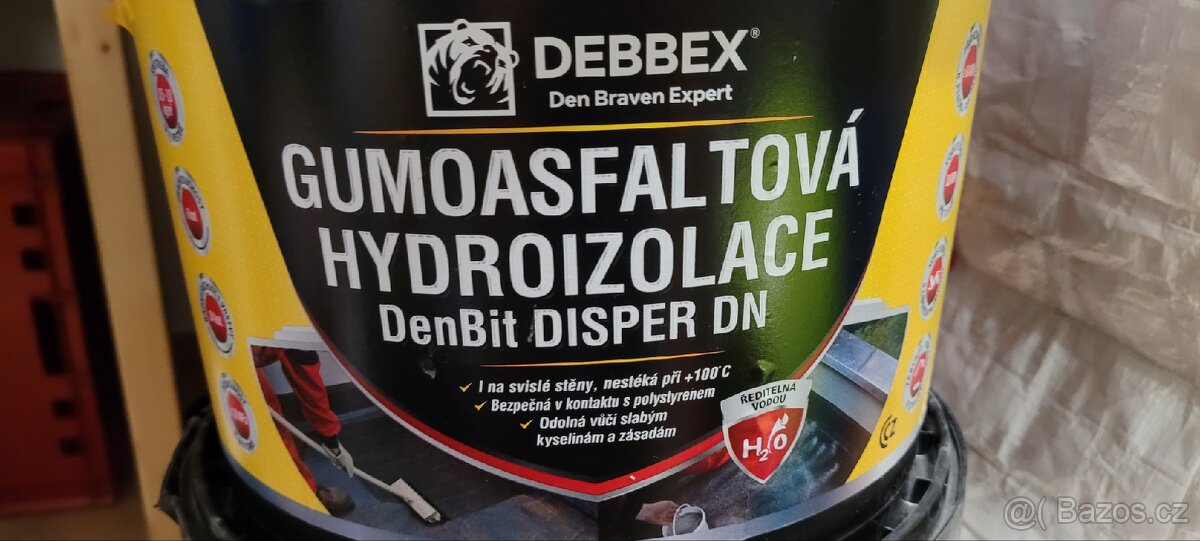 DEBBEX®
Den Braven Expert
GUMOASFALTOVÁ
HYDROIZOLACE
DenBit DISPER DN
I na svislé stěny, nestéká při +100°C
Bezpečná v kontaktu s polystyrenem
Odolná vůči slabým
kyselinám a zásadám
ŘEDITELNÁ
VODOU
H₂O
CZ
@( Bazos.cz